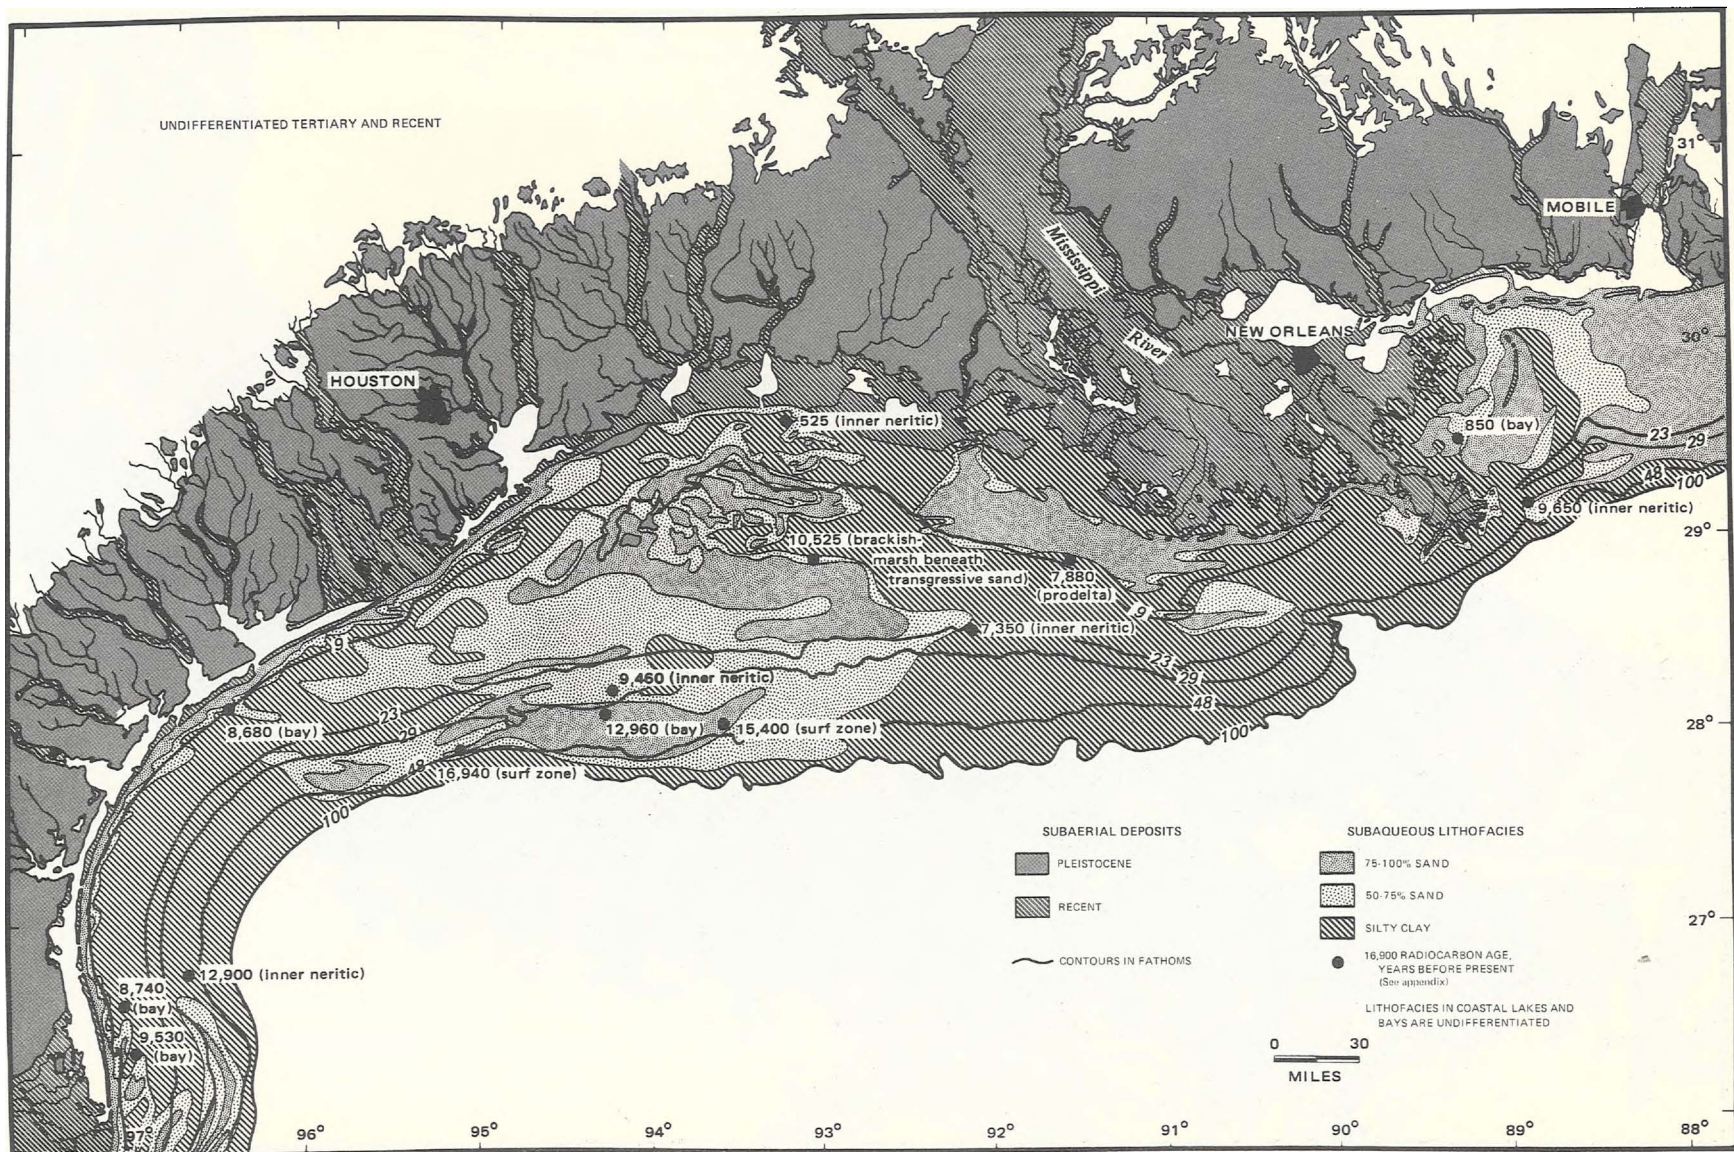 UNDIFFERENTIATED TERTIARY AND RECENT
31°
MOBILE
Mississippi
River
NEW ORLEANS
30°
HOUSTON
525 (inner neritic)
850 (bay)
23
29
48
100
9,650 (inner neritic)
29°
10,525 (brackish-
marsh beneath
transgressive sand)
7,880
(prodelta)
9
7,350 (inner neritic)
9
23
29
48
100
9,460 (inner neritic)
12,960 (bay)
15,400 (surf zone)
28°
8,680 (bay)
23
29
48
16,940 (surf zone)
100
SUBAERIAL DEPOSITS
PLEISTOCENE
RECENT
CONTOURS IN FATHOMS
SUBAQUEOUS LITHOFACIES
75-100% SAND
50-75% SAND
SILTY CLAY
16,900 RADIOCARBON AGE,
YEARS BEFORE PRESENT
(See appendix)
LITHOFACIES IN COASTAL LAKES AND
BAYS ARE UNDIFFERENTIATED
27°
12,900 (inner neritic)
8,740
(bay)
9,530
(bay)
0 30
MILES
97° 96° 95° 94° 93° 92° 91° 90° 89° 88°